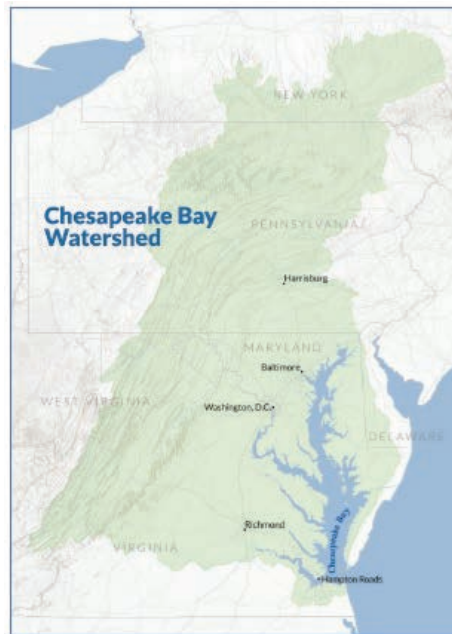 NEW YORK
Chesapeake Bay
Watershed
PENNSYLVANIA
Harrisburg
MARYLAND
Baltimore
WEST VIRGINIA
Washington, D.C.
DELAWARE
Chesapeake Bay
Richmond
VIRGINIA
Hampton Roads